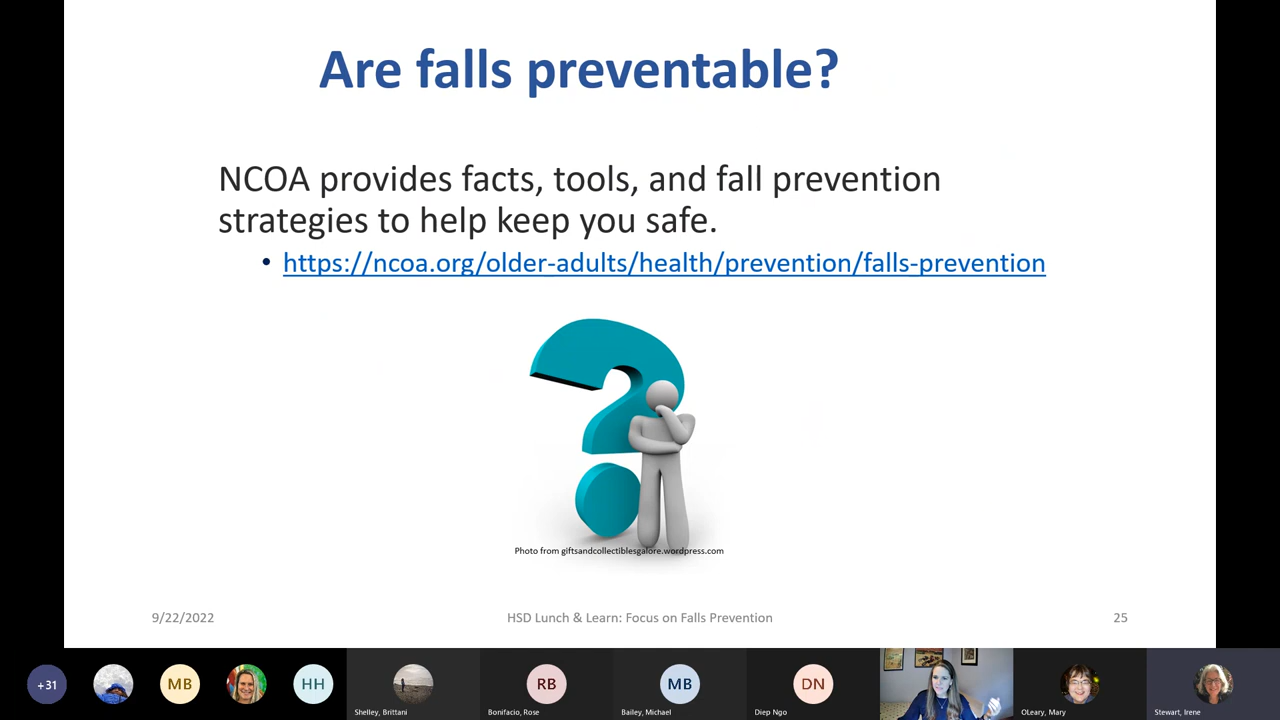 Are falls preventable?
NCOA provides facts, tools, and fall prevention
strategies to help keep you safe.
• https://ncoa.org/older-adults/health/prevention/falls-prevention
Photo from giftsandcollectiblesgalore.wordpress.com
9/22/2022
HSD Lunch & Learn: Focus on Falls Prevention
25
+31
MB
HH
RB
MB
DN
Shelley, Brittani
Bonifacio, Rose
Bailey, Michael
Diep Ngo
OLeary, Mary
Stewart, Irene